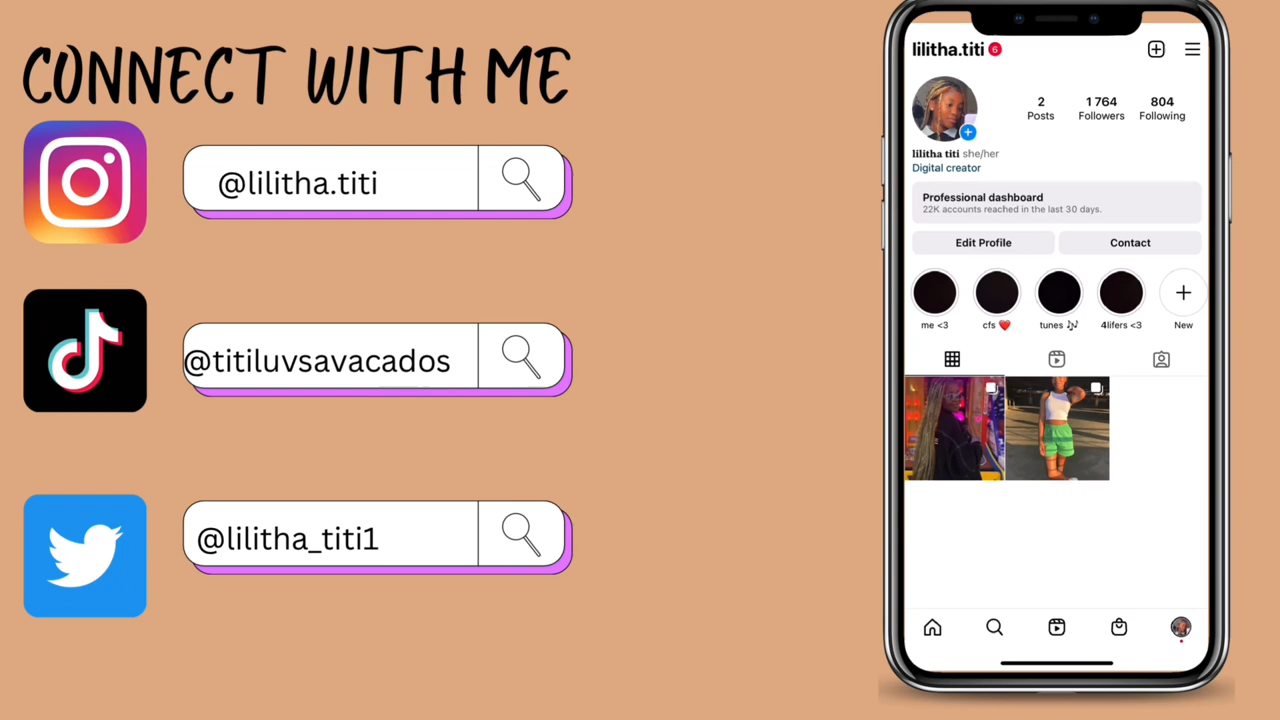 CONNECT WITH ME
@lilitha.titi
@titiluvsavacados
@lilitha_titi1
lilitha.titi 6
2 1 764 804
Posts Followers Following
lilitha titi she/her
Digital creator
Professional dashboard
22K accounts reached in the last 30 days.
Edit Profile Contact
me <3 cfs ❤️ tunes 🎶 4lifers <3 New